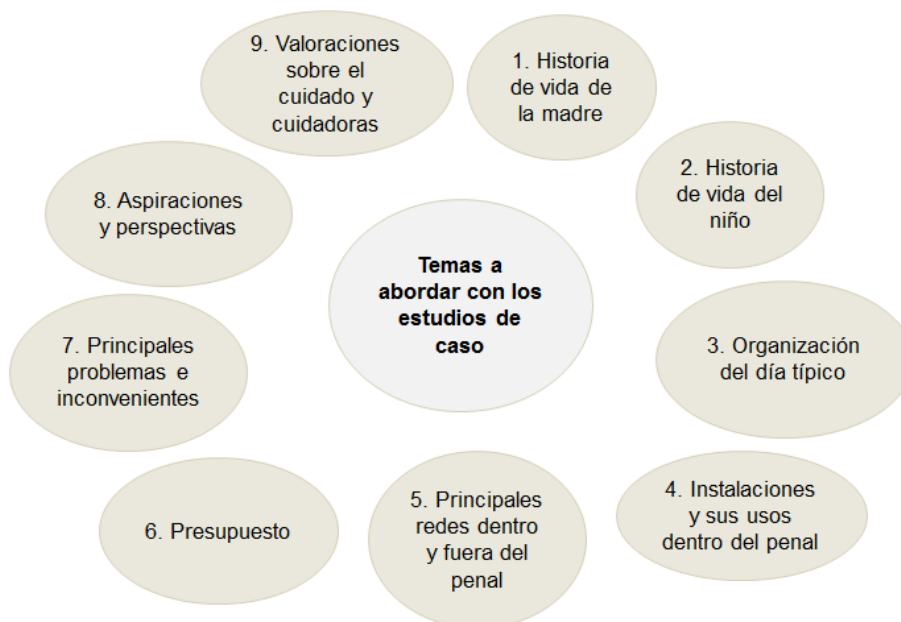 Temas a
abordar con los
estudios de
caso
1. Historia
de vida de
la madre
2. Historia
de vida del
niño
3. Organización
del día típico
4. Instalaciones
y sus usos
dentro del penal
5. Principales
redes dentro
y fuera del
penal
6. Presupuesto
7. Principales
problemas e
inconvenientes
8. Aspiraciones
y perspectivas
9. Valoraciones
sobre el
cuidado y
cuidadoras